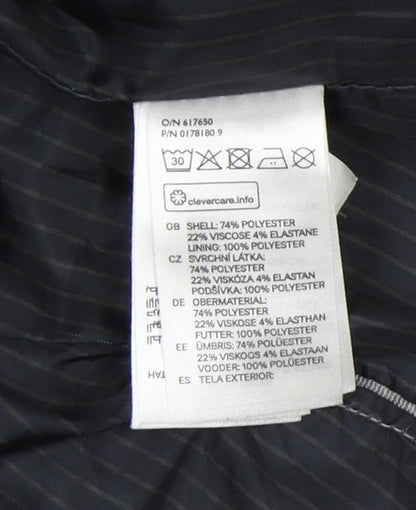 O/N 617650
P/N 0178180 9
30
clevercare.info
GB SHELL: 74% POLYESTER
22% VISCOSE 4% ELASTANE
LINING: 100% POLYESTER
CZ SVRCHNÍ LÁTKA:
74% POLYESTER
22% VISKÓZA 4% ELASTAN
PODŠÍVKA: 100% POLYESTER
DE OBERMATERIAL:
74% POLYESTER
22% VISKOSE 4% ELASTHAN
FUTTER: 100% POLYESTER
EE ÜMBRIS: 74% POLÜESTER
22% VISKOOS 4% ELASTAAN
VOODER: 100% POLÜESTER
ES TELA EXTERIOR: